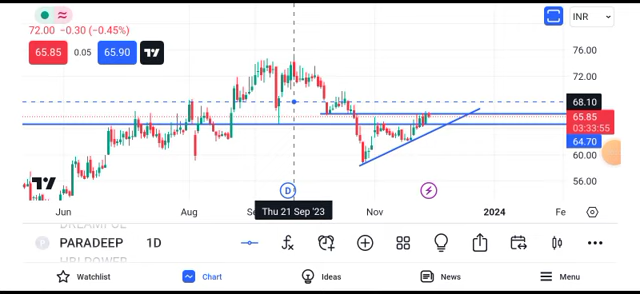 INR
72.00 -0.30 (-0.45%)
65.85 0.05 65.90
76.00
72.00
68.10
65.85
03:33:55
64.70
60.00
56.00
D
Thu 21 Sep '23
Jun Aug Nov 2024 Fe
P PARADEEP 1D
Watchlist Chart Ideas News Menu